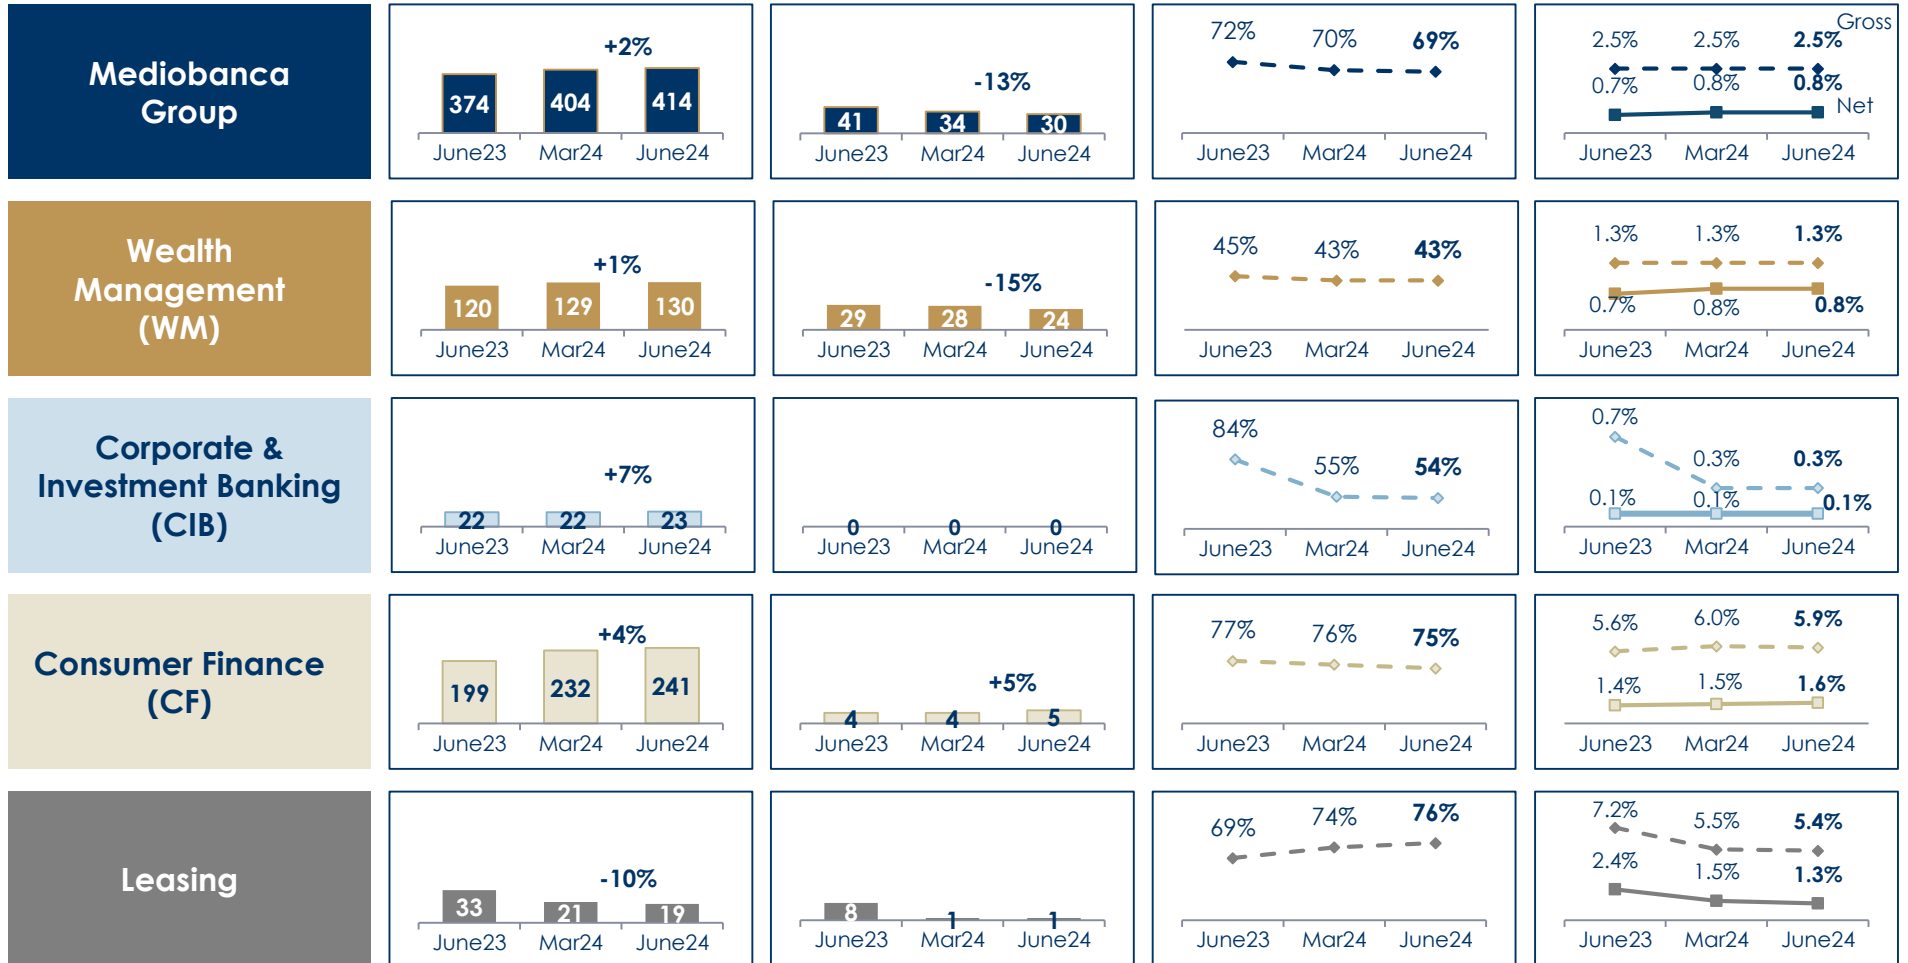 Mediobanca
Group
+2%
374 404 414
June23 Mar24 June24
-13%
41 34 30
June23 Mar24 June24
72% 70% 69%
June23 Mar24 June24
Gross
2.5% 2.5% 2.5%
0.7% 0.8% 0.8%
Net
June23 Mar24 June24
Wealth
Management
(WM)
+1%
120 129 130
June23 Mar24 June24
-15%
29 28 24
June23 Mar24 June24
45% 43% 43%
June23 Mar24 June24
1.3% 1.3% 1.3%
0.7% 0.8% 0.8%
June23 Mar24 June24
Corporate &
Investment Banking
(CIB)
+7%
22 22 23
June23 Mar24 June24
0 0 0
June23 Mar24 June24
84% 55% 54%
June23 Mar24 June24
0.7% 0.3% 0.3%
0.1% 0.1% 0.1%
June23 Mar24 June24
Consumer Finance
(CF)
+4%
199 232 241
June23 Mar24 June24
+5%
4 4 5
June23 Mar24 June24
77% 76% 75%
June23 Mar24 June24
5.6% 6.0% 5.9%
1.4% 1.5% 1.6%
June23 Mar24 June24
Leasing
-10%
33 21 19
June23 Mar24 June24
8 1 1
June23 Mar24 June24
69% 74% 76%
June23 Mar24 June24
7.2% 5.5% 5.4%
2.4% 1.5% 1.3%
June23 Mar24 June24